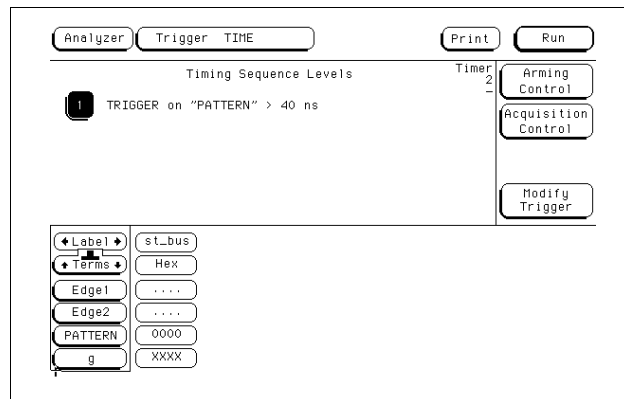 Analyzer Trigger TIME Print Run
Timing Sequence Levels
Timer
2
-
Arming
Control
1 TRIGGER on "PATTERN" > 40 ns
Acquisition
Control
Modify
Trigger
Label st_bus
Terms Hex
Edge1 ....
Edge2 ....
PATTERN 0000
g XXXX